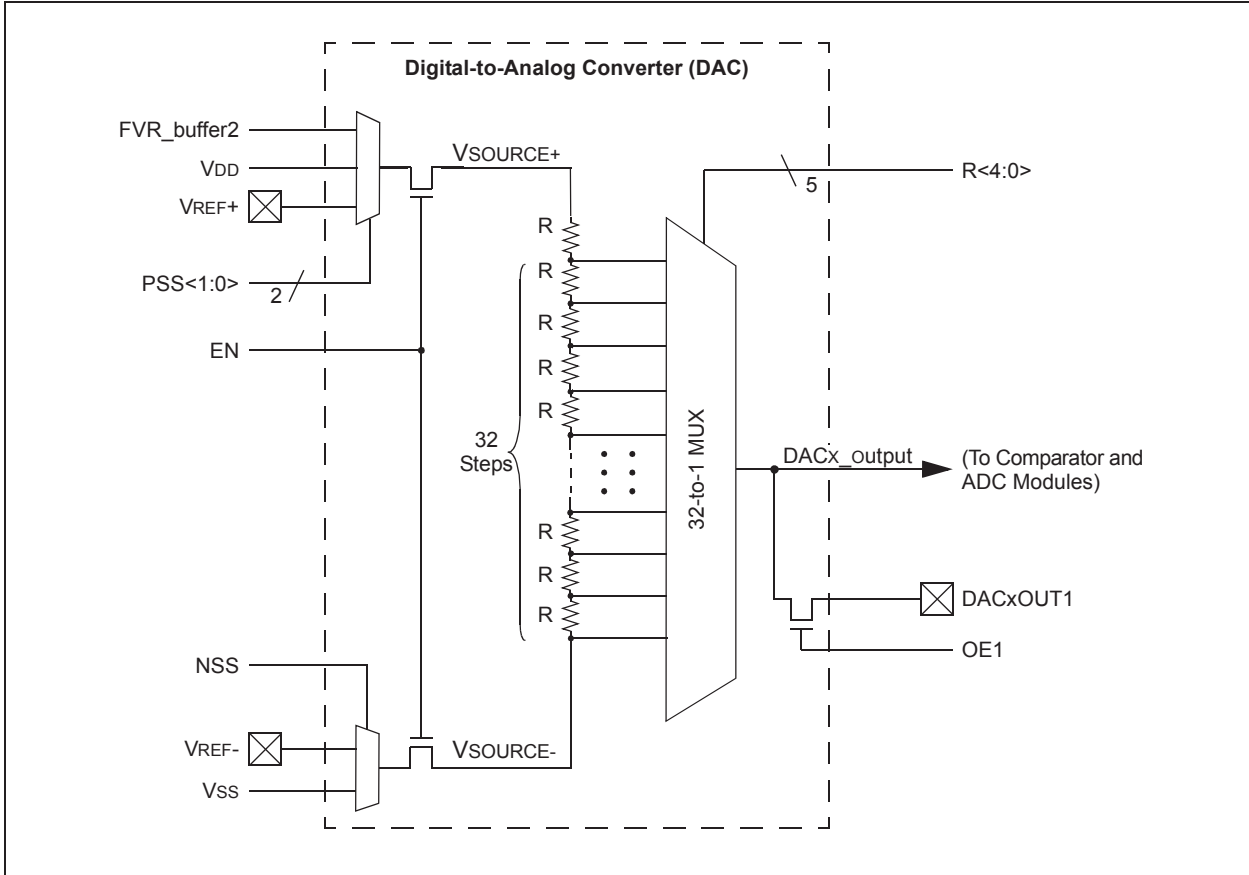 Digital-to-Analog Converter (DAC)
FVR_buffer2
VDD
VREF+
PSS<1:0>
2
EN
VSOURCE+
R
R
R
R
R
R
R
R
32
Steps
32-to-1 MUX
5
R<4:0>
DACx_output
(To Comparator and
ADC Modules)
DACxOUT1
OE1
NSS
VREF-
VSS
VSOURCE-